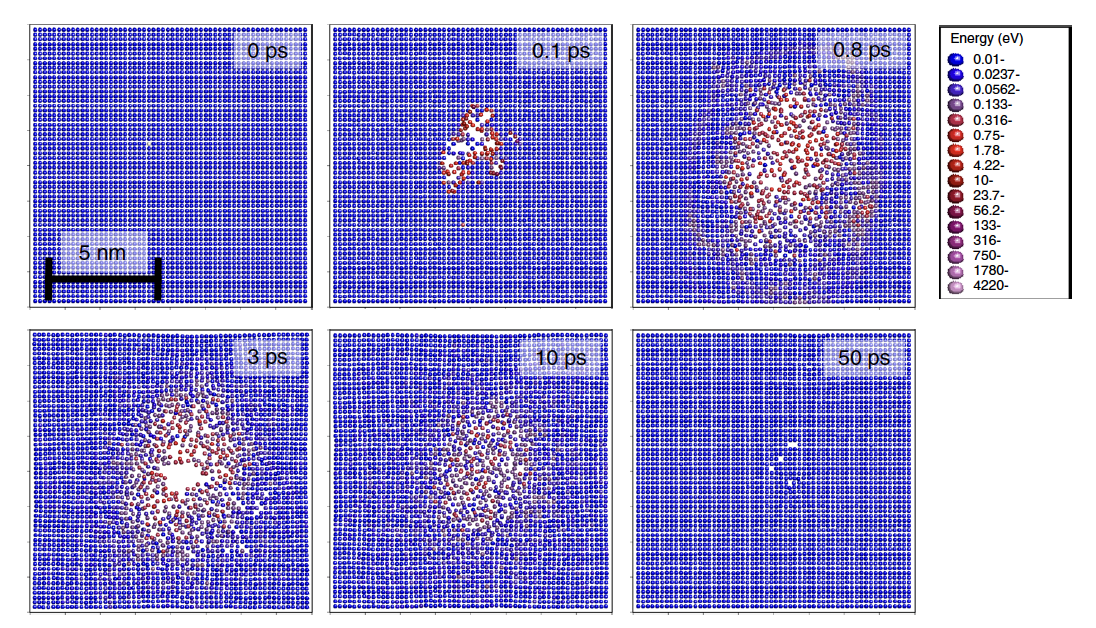 0 ps
0.1 ps
0.8 ps
5 nm
Energy (eV)
0.01-
0.0237-
0.0562-
0.133-
0.316-
0.75-
1.78-
4.22-
10-
23.7-
56.2-
133-
316-
750-
1780-
4220-
3 ps
10 ps
50 ps